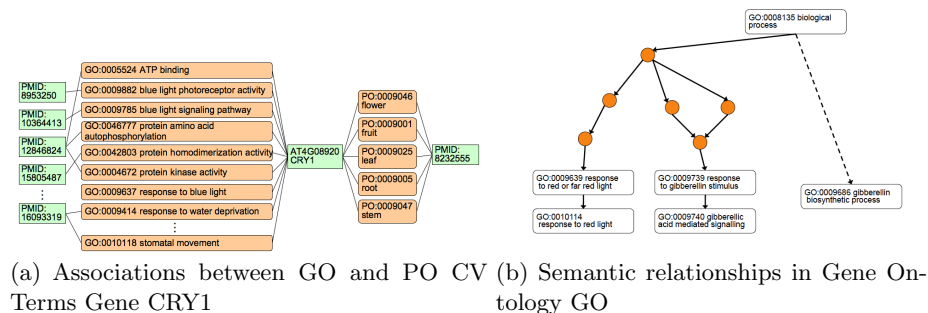 PMID:
8953250
PMID:
10364413
PMID:
12846824
PMID:
15805487
PMID:
16093319
GO:0005524 ATP binding
GO:0009882 blue light photoreceptor activity
GO:0009785 blue light signaling pathway
GO:0046777 protein amino acid
autophosphorylation
GO:0042803 protein homodimerization activity
GO:0004672 protein kinase activity
GO:0009637 response to blue light
GO:0009414 response to water deprivation
GO:0010118 stomatal movement
AT4G08920
CRY1
PO:0009046
flower
PO:0009001
fruit
PO:0009025
leaf
PO:0009005
root
PO:0009047
stem
PMID:
8232555
(a) Associations between GO and PO CV
Terms Gene CRY1
GO:0008135 biological
process
GO:0009639 response
to red or far red light
GO:0009739 response
to gibberellin stimulus
GO:0009686 gibberellin
biosynthetic process
GO:0010114
response to red light
GO:0009740 gibberellic
acid mediated signalling
(b) Semantic relationships in Gene On-
tology GO